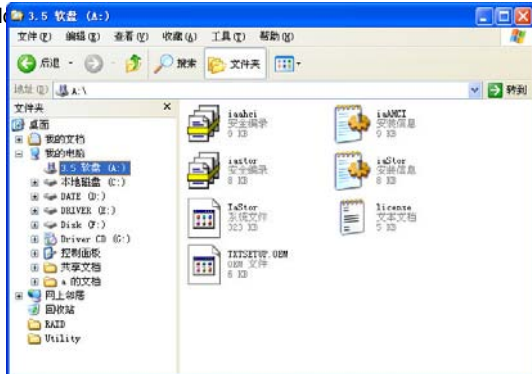 3.5 软盘 (A:)
文件(F) 编辑(E) 查看(V) 收藏(A) 工具(T) 帮助(H)
后退 搜索 文件夹
地址(D) A:\ 转到
文件夹 ×
桌面
我的文档
我的电脑
3.5 软盘 (A:)
本地磁盘 (C:)
DATE (D:)
DRIVER (E:)
Disk (F:)
Driver CD (G:)
控制面板
共享文档
a 的文档
网上邻居
回收站
RAID
Utility
iaahci
安全编录
9 KB
iaAHCI
安装信息
9 KB
iastor
安全编录
8 KB
iaStor
安装信息
8 KB
IaStor
系统文件
323 KB
license
文本文档
5 KB
TXTSETUP.OEM
OEM 文件
6 KB